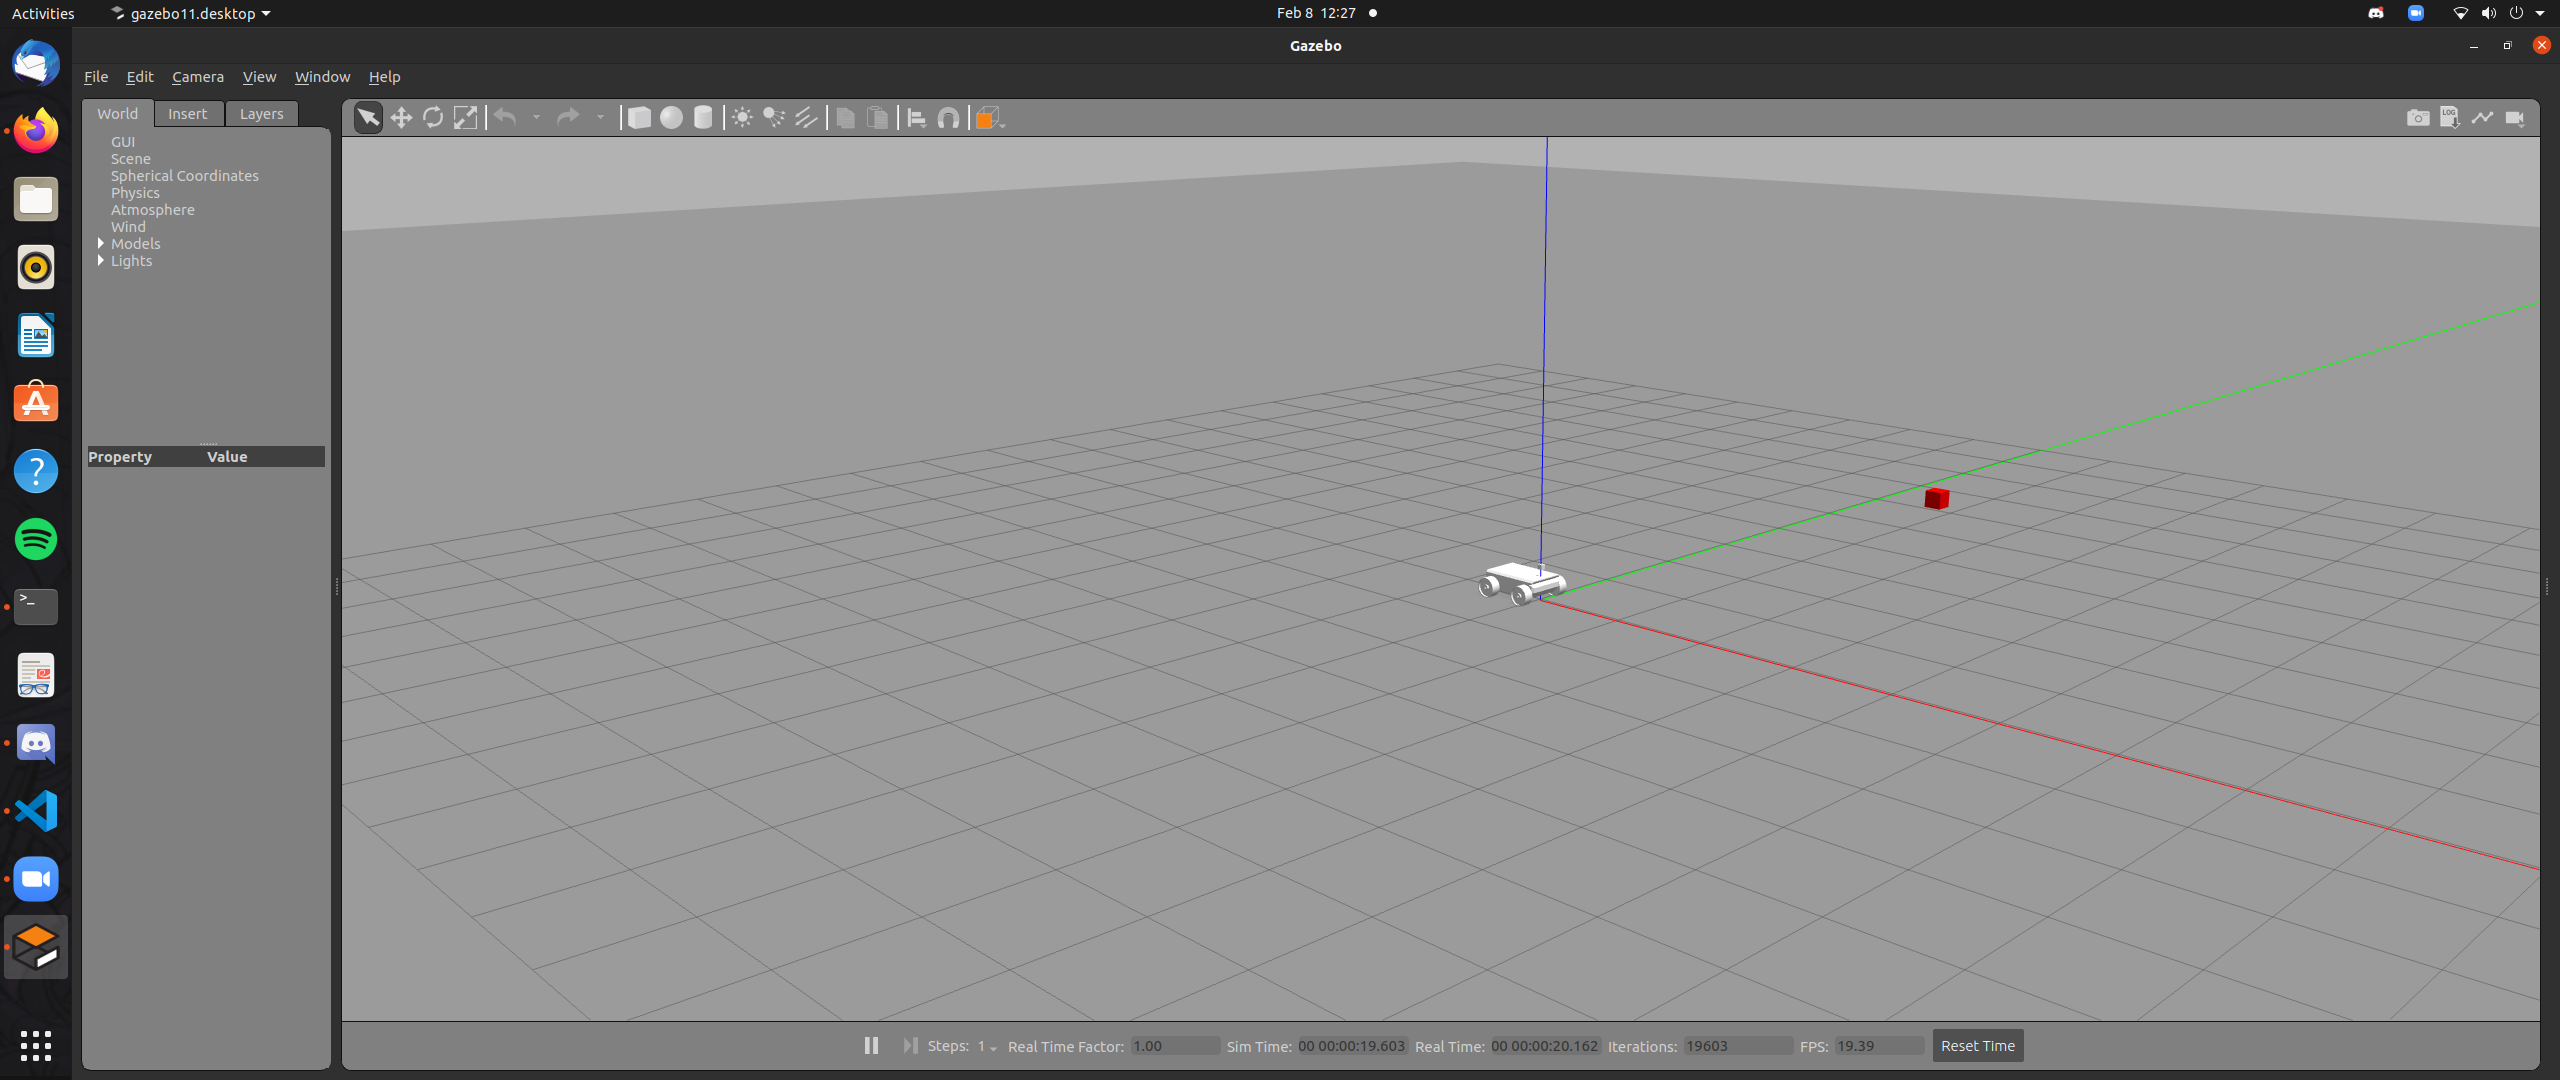 Activities
gazebo11.desktop
Feb 8 12:27
Gazebo
File Edit Camera View Window Help
World Insert Layers
GUI
Scene
Spherical Coordinates
Physics
Atmosphere
Wind
Models
Lights
Property Value
LOG
Steps: 1 Real Time Factor: 1.00 Sim Time: 00 00:00:19.603 Real Time: 00 00:00:20.162 Iterations: 19603 FPS: 19.39 Reset Time